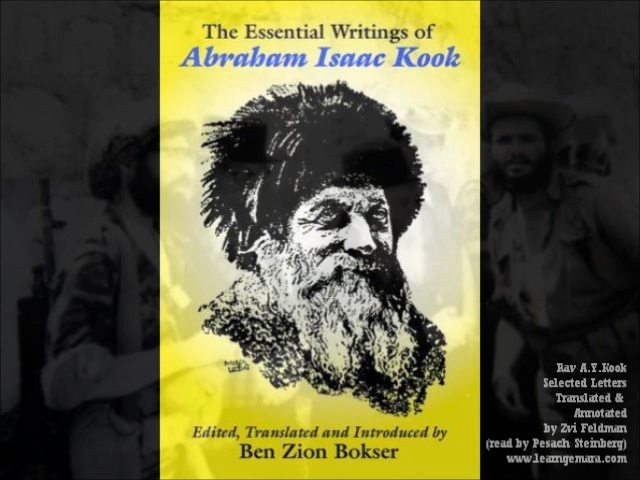 The Essential Writings of
Abraham Isaac Kook
Edited, Translated and Introduced by
Ben Zion Bokser
Rav A.Y.Kook
Selected Letters
Translated &
Annotated
by Zvi Feldman
(read by Pesach Steinberg)
www.learngemara.com